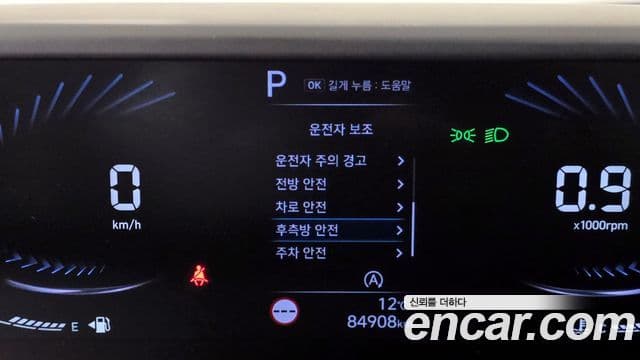 P OK 길게 누름 : 도움말
운전자 보조
운전자 주의 경고
전방 안전
차로 안전
후측방 안전
주차 안전
0
km/h
0.9
x1000rpm
A
12°C
84908km
E
신뢰를 더하다
encar.com